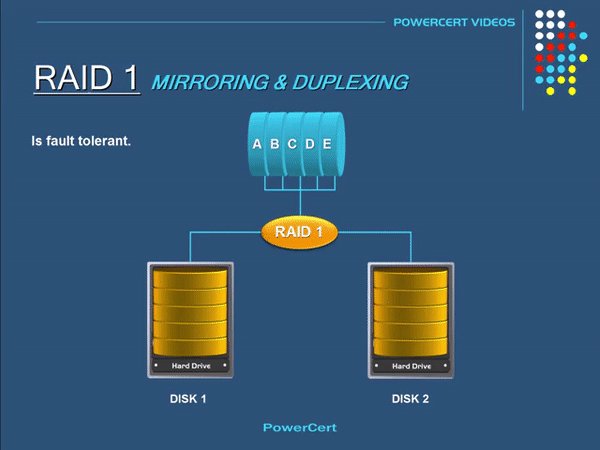 POWERCERT VIDEOS
RAID 1 MIRRORING & DUPLEXING
Is fault tolerant.
A B C D E
RAID 1
Hard Drive Hard Drive
DISK 1 DISK 2
PowerCert